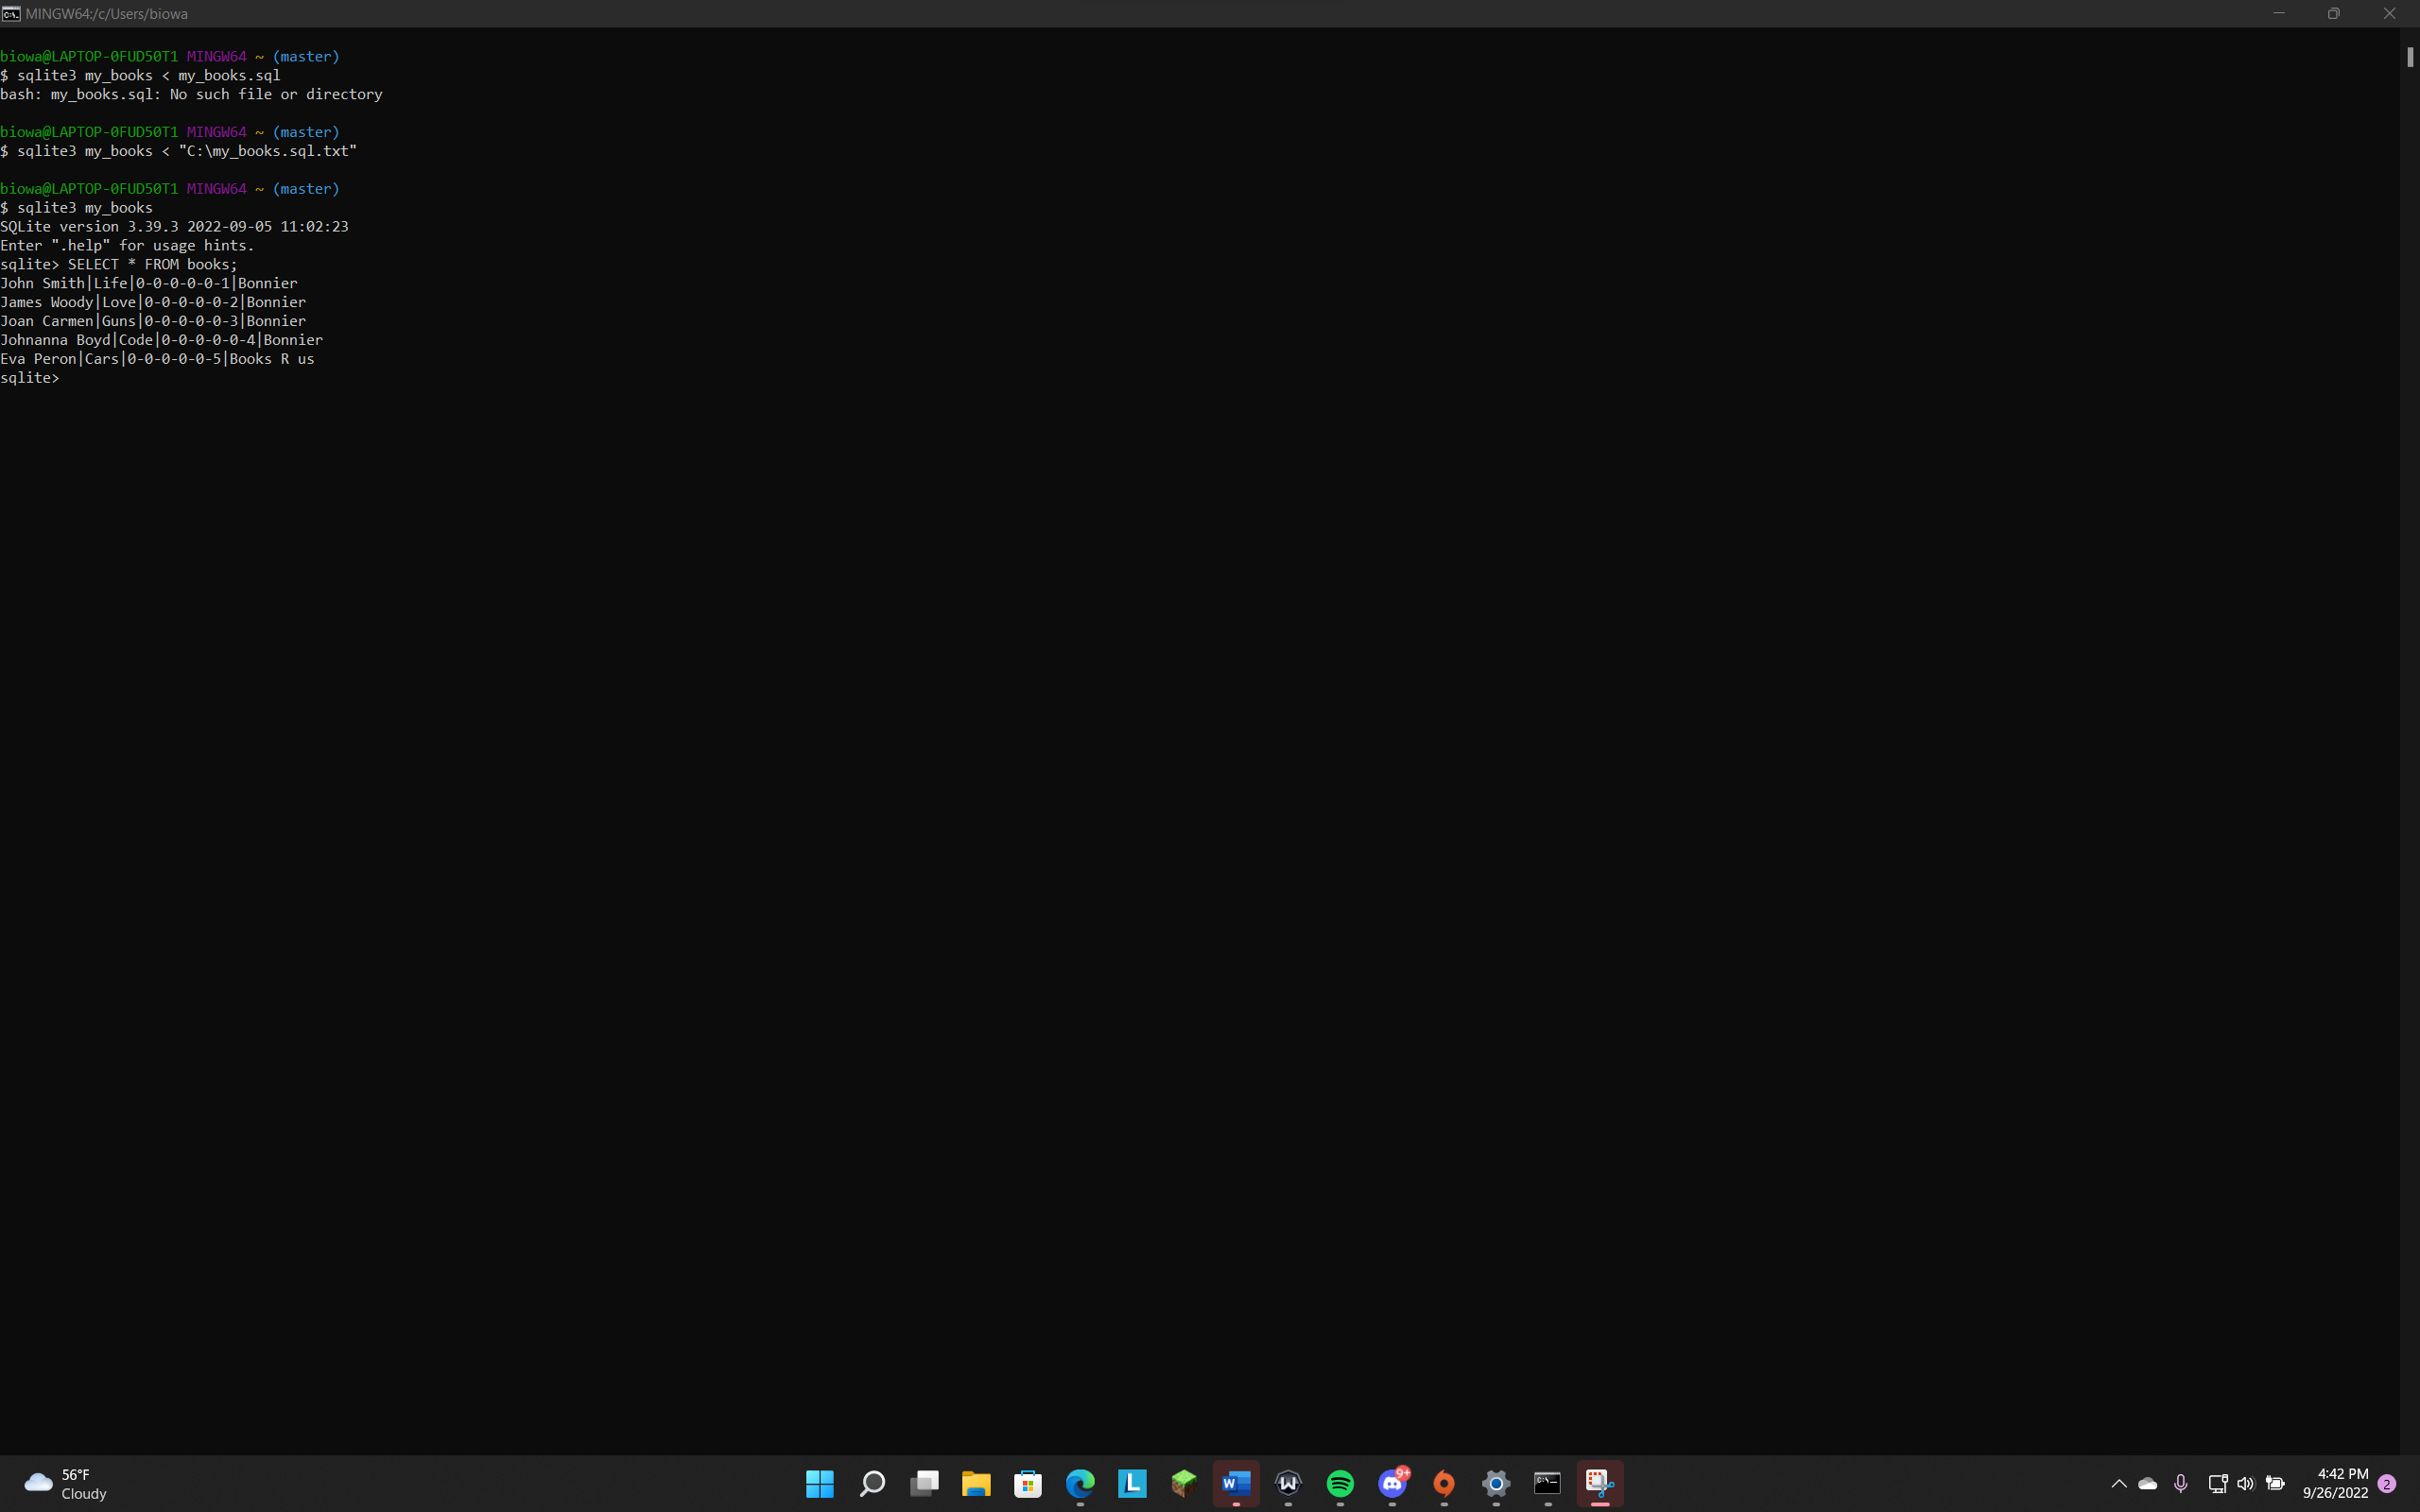 MINGW64:/c/Users/biowa
biowa@LAPTOP-0FUD50T1 MINGW64 ~ (master)
$ sqlite3 my_books < my_books.sql
bash: my_books.sql: No such file or directory
biowa@LAPTOP-0FUD50T1 MINGW64 ~ (master)
$ sqlite3 my_books < "C:\my_books.sql.txt"
biowa@LAPTOP-0FUD50T1 MINGW64 ~ (master)
$ sqlite3 my_books
SQLite version 3.39.3 2022-09-05 11:02:23
Enter ".help" for usage hints.
sqlite> SELECT * FROM books;
John Smith|Life|0-0-0-0-0-1|Bonnier
James Woody|Love|0-0-0-0-0-2|Bonnier
Joan Carmen|Guns|0-0-0-0-0-3|Bonnier
Johnanna Boyd|Code|0-0-0-0-0-4|Bonnier
Eva Peron|Cars|0-0-0-0-0-5|Books R us
sqlite>
56°F
Cloudy
L
W
W
9+
C:\_
4:42 PM
9/26/2022
2